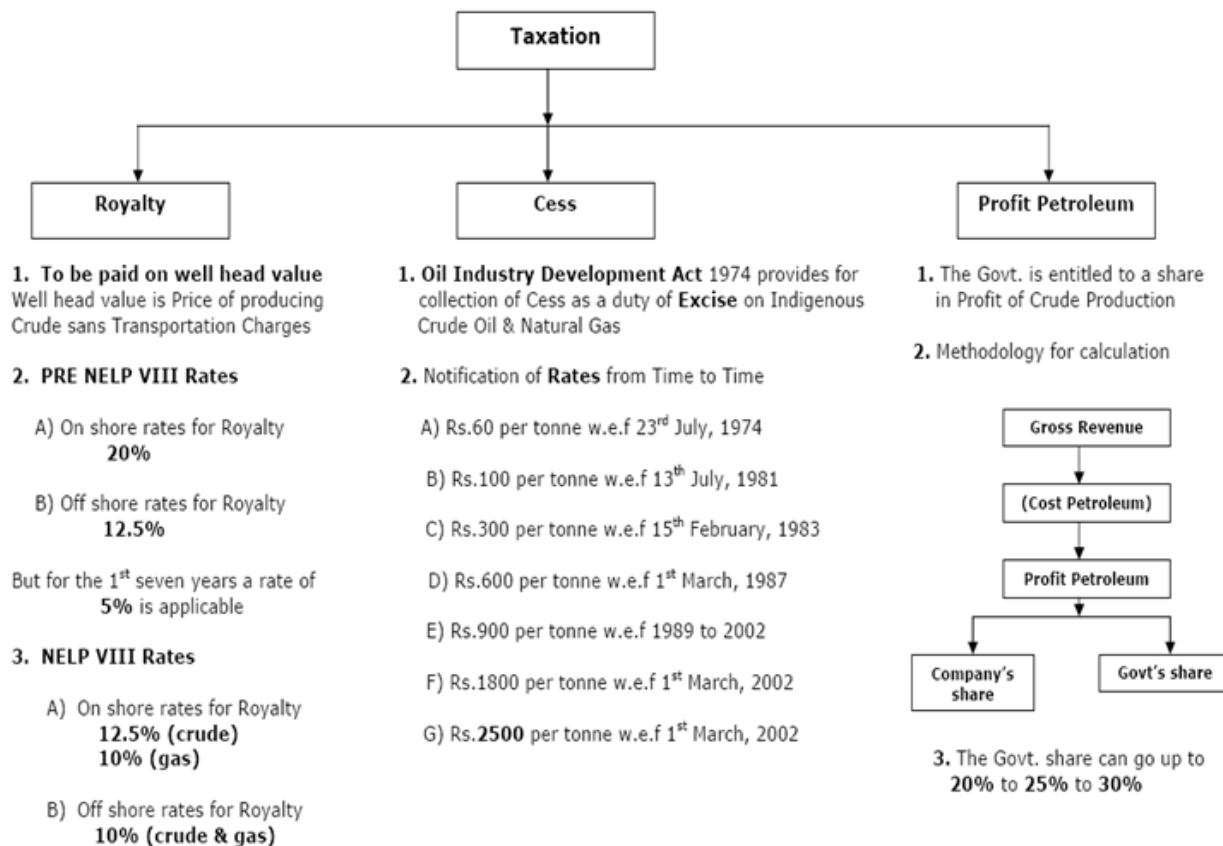 Taxation
Royalty
Cess
Profit Petroleum
1. To be paid on well head value
Well head value is Price of producing
Crude sans Transportation Charges
2. PRE NELP VIII Rates
A) On shore rates for Royalty
20%
B) Off shore rates for Royalty
12.5%
But for the 1st seven years a rate of
5% is applicable
3. NELP VIII Rates
A) On shore rates for Royalty
12.5% (crude)
10% (gas)
B) Off shore rates for Royalty
10% (crude & gas)
1. Oil Industry Development Act 1974 provides for
collection of Cess as a duty of Excise on Indigenous
Crude Oil & Natural Gas
2. Notification of Rates from Time to Time
A) Rs.60 per tonne w.e.f 23rd July, 1974
B) Rs.100 per tonne w.e.f 13th July, 1981
C) Rs.300 per tonne w.e.f 15th February, 1983
D) Rs.600 per tonne w.e.f 1st March, 1987
E) Rs.900 per tonne w.e.f 1989 to 2002
F) Rs.1800 per tonne w.e.f 1st March, 2002
G) Rs.2500 per tonne w.e.f 1st March, 2002
1. The Govt. is entitled to a share
in Profit of Crude Production
2. Methodology for calculation
Gross Revenue
(Cost Petroleum)
Profit Petroleum
Company's
share
Govt's share
3. The Govt. share can go up to
20% to 25% to 30%